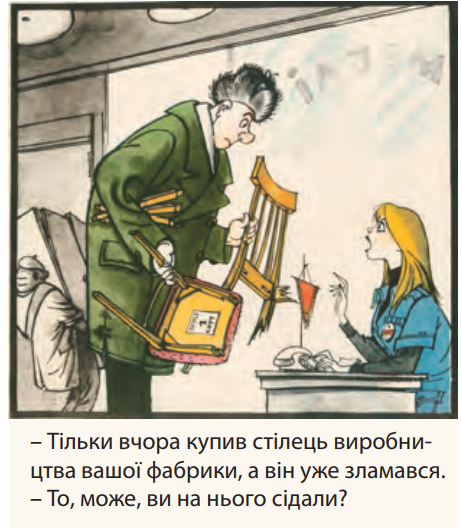 – Тільки вчора купив стілець виробни-
цтва вашої фабрики, а він уже зламався.
– То, може, ви на нього сідали?